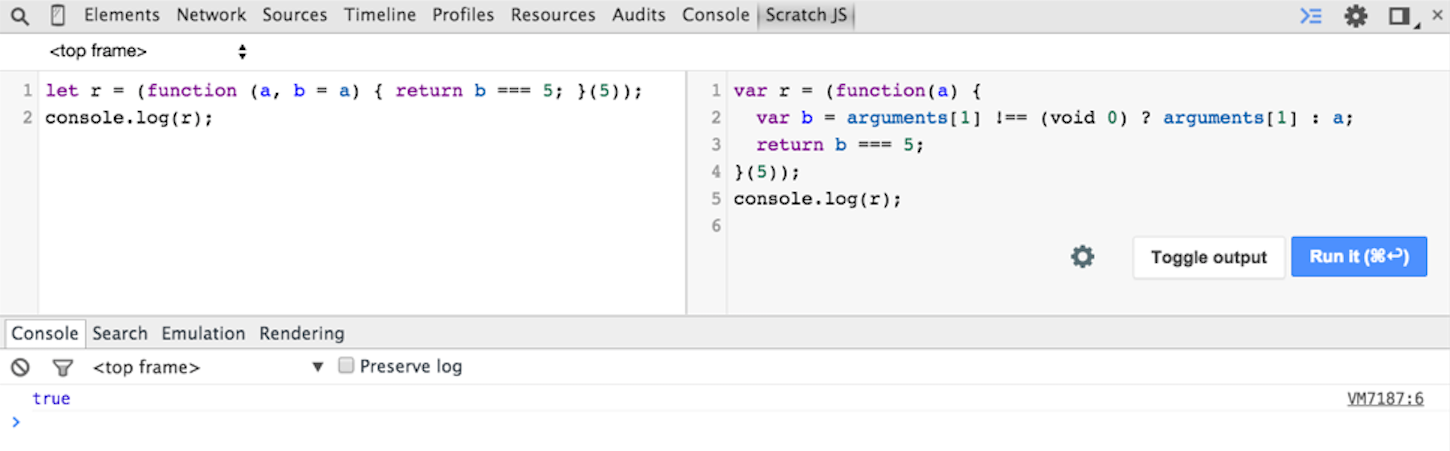 Elements Network Sources Timeline Profiles Resources Audits Console Scratch JS
<top frame>
1 let r = (function (a, b = a) { return b === 5; }(5));
2 console.log(r);
1 var r = (function(a) {
2 var b = arguments[1] !== (void 0) ? arguments[1] : a;
3 return b === 5;
4 }(5));
5 console.log(r);
6
Toggle output Run it (⌘↩)
Console Search Emulation Rendering
<top frame> ▼ Preserve log
true VM7187:6